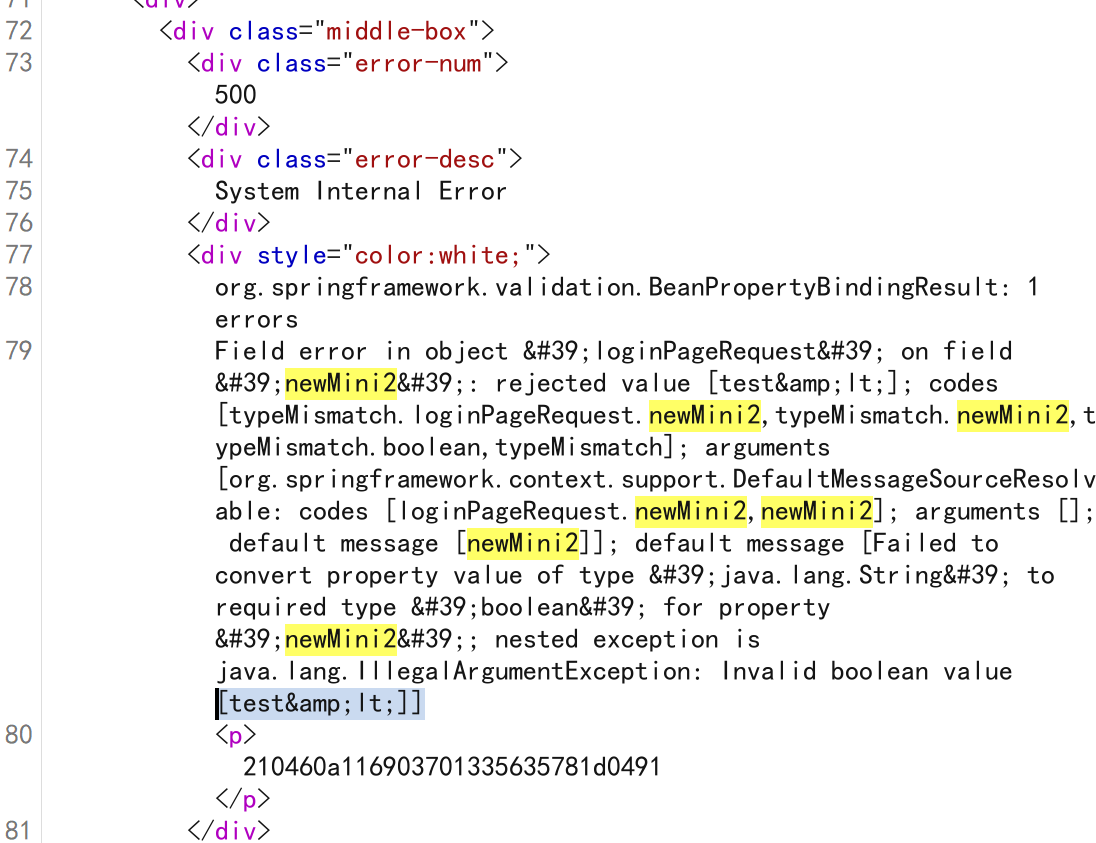 71 <div>
72 <div class="middle-box">
73 <div class="error-num">
500
</div>
74 <div class="error-desc">
75 System Internal Error
76 </div>
77 <div style="color:white;">
78 org.springframework.validation.BeanPropertyBindingResult: 1
errors
79 Field error in object &#39;loginPageRequest&#39; on field
&#39;newMini2&#39;: rejected value [test&amp;lt;]; codes
[typeMismatch.loginPageRequest.newMini2,typeMismatch.newMini2,t
ypeMismatch.boolean,typeMismatch]; arguments
[org.springframework.context.support.DefaultMessageSourceResolv
able: codes [loginPageRequest.newMini2,newMini2]; arguments [];
default message [newMini2]]; default message [Failed to
convert property value of type &#39;java.lang.String&#39; to
required type &#39;boolean&#39; for property
&#39;newMini2&#39;; nested exception is
java.lang.IllegalArgumentException: Invalid boolean value
[test&amp;lt;]]
80 <p>
210460a116903701335635781d0491
</p>
81 </div>